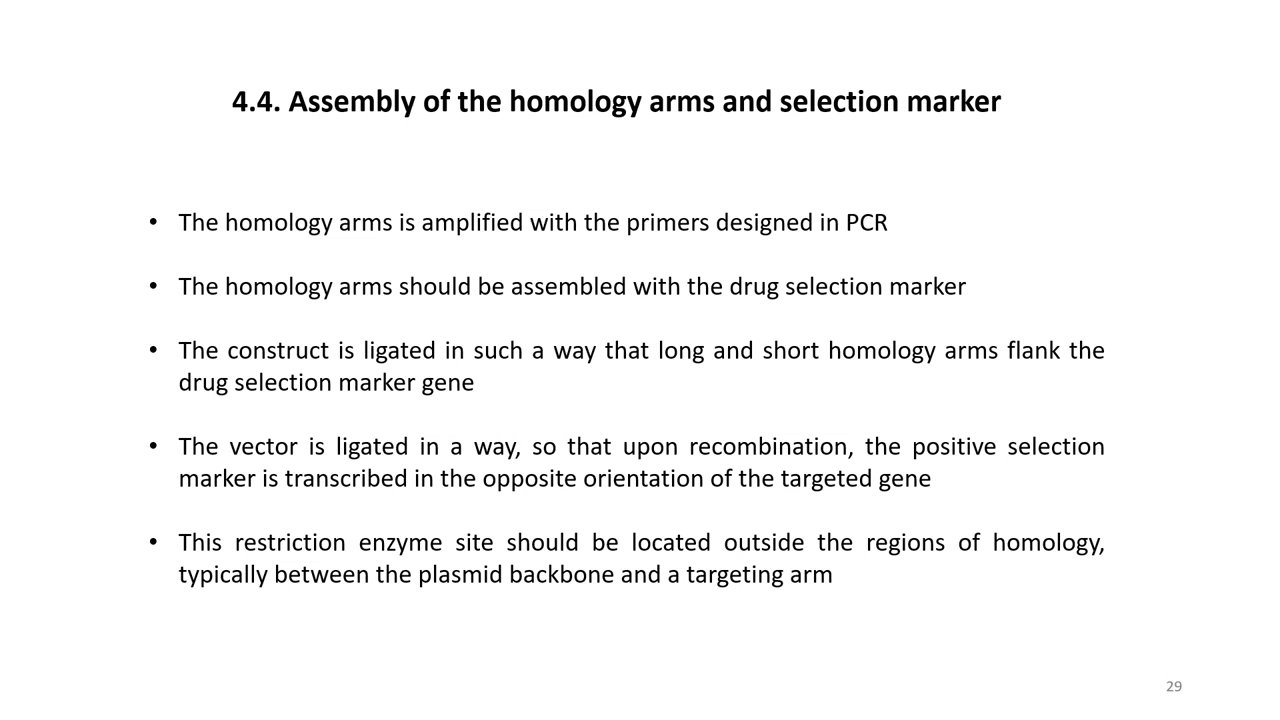 4.4. Assembly of the homology arms and selection marker
• The homology arms is amplified with the primers designed in PCR
• The homology arms should be assembled with the drug selection marker
• The construct is ligated in such a way that long and short homology arms flank the
drug selection marker gene
• The vector is ligated in a way, so that upon recombination, the positive selection
marker is transcribed in the opposite orientation of the targeted gene
• This restriction enzyme site should be located outside the regions of homology,
typically between the plasmid backbone and a targeting arm
29